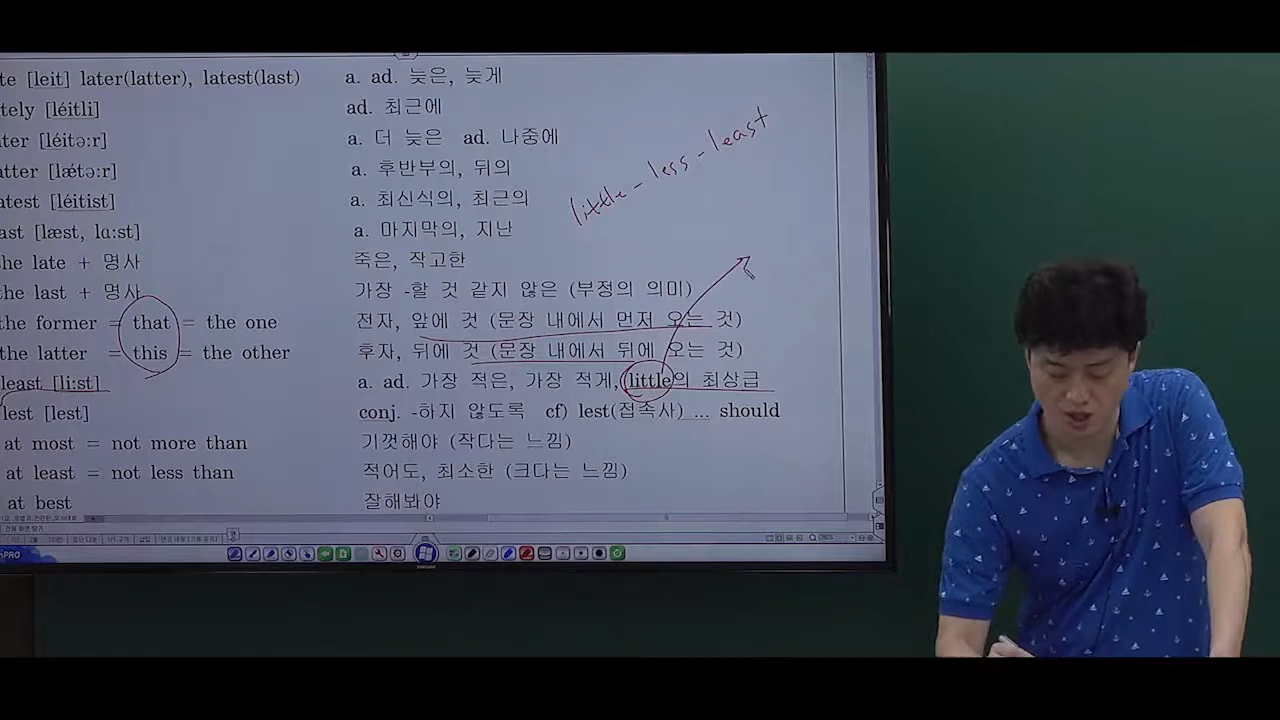 te [leit] later(latter), latest(last) a. ad. 늦은, 늦게
tely [léitli] ad. 최근에
ter [léitə:r] a. 더 늦은 ad. 나중에
atter [lǽtə:r] a. 후반부의, 뒤의
atest [léitist] a. 최신식의, 최근의
ast [læst, lɑ:st] a. 마지막의, 지난
he late + 명사 죽은, 작고한
the last + 명사 가장 -할 것 같지 않은 (부정의 의미)
the former = that = the one 전자, 앞에 것 (문장 내에서 먼저 오는 것)
the latter = this = the other 후자, 뒤에 것 (문장 내에서 뒤에 오는 것)
least [li:st] a. ad. 가장 적은, 가장 적게, little의 최상급
lest [lest] conj. -하지 않도록 cf) lest(접속사) ... should
at most = not more than 기껏해야 (작다는 느낌)
at least = not less than 적어도, 최소한 (크다는 느낌)
at best 잘해봐야
little - less - least
nPRO
SAMSUNG